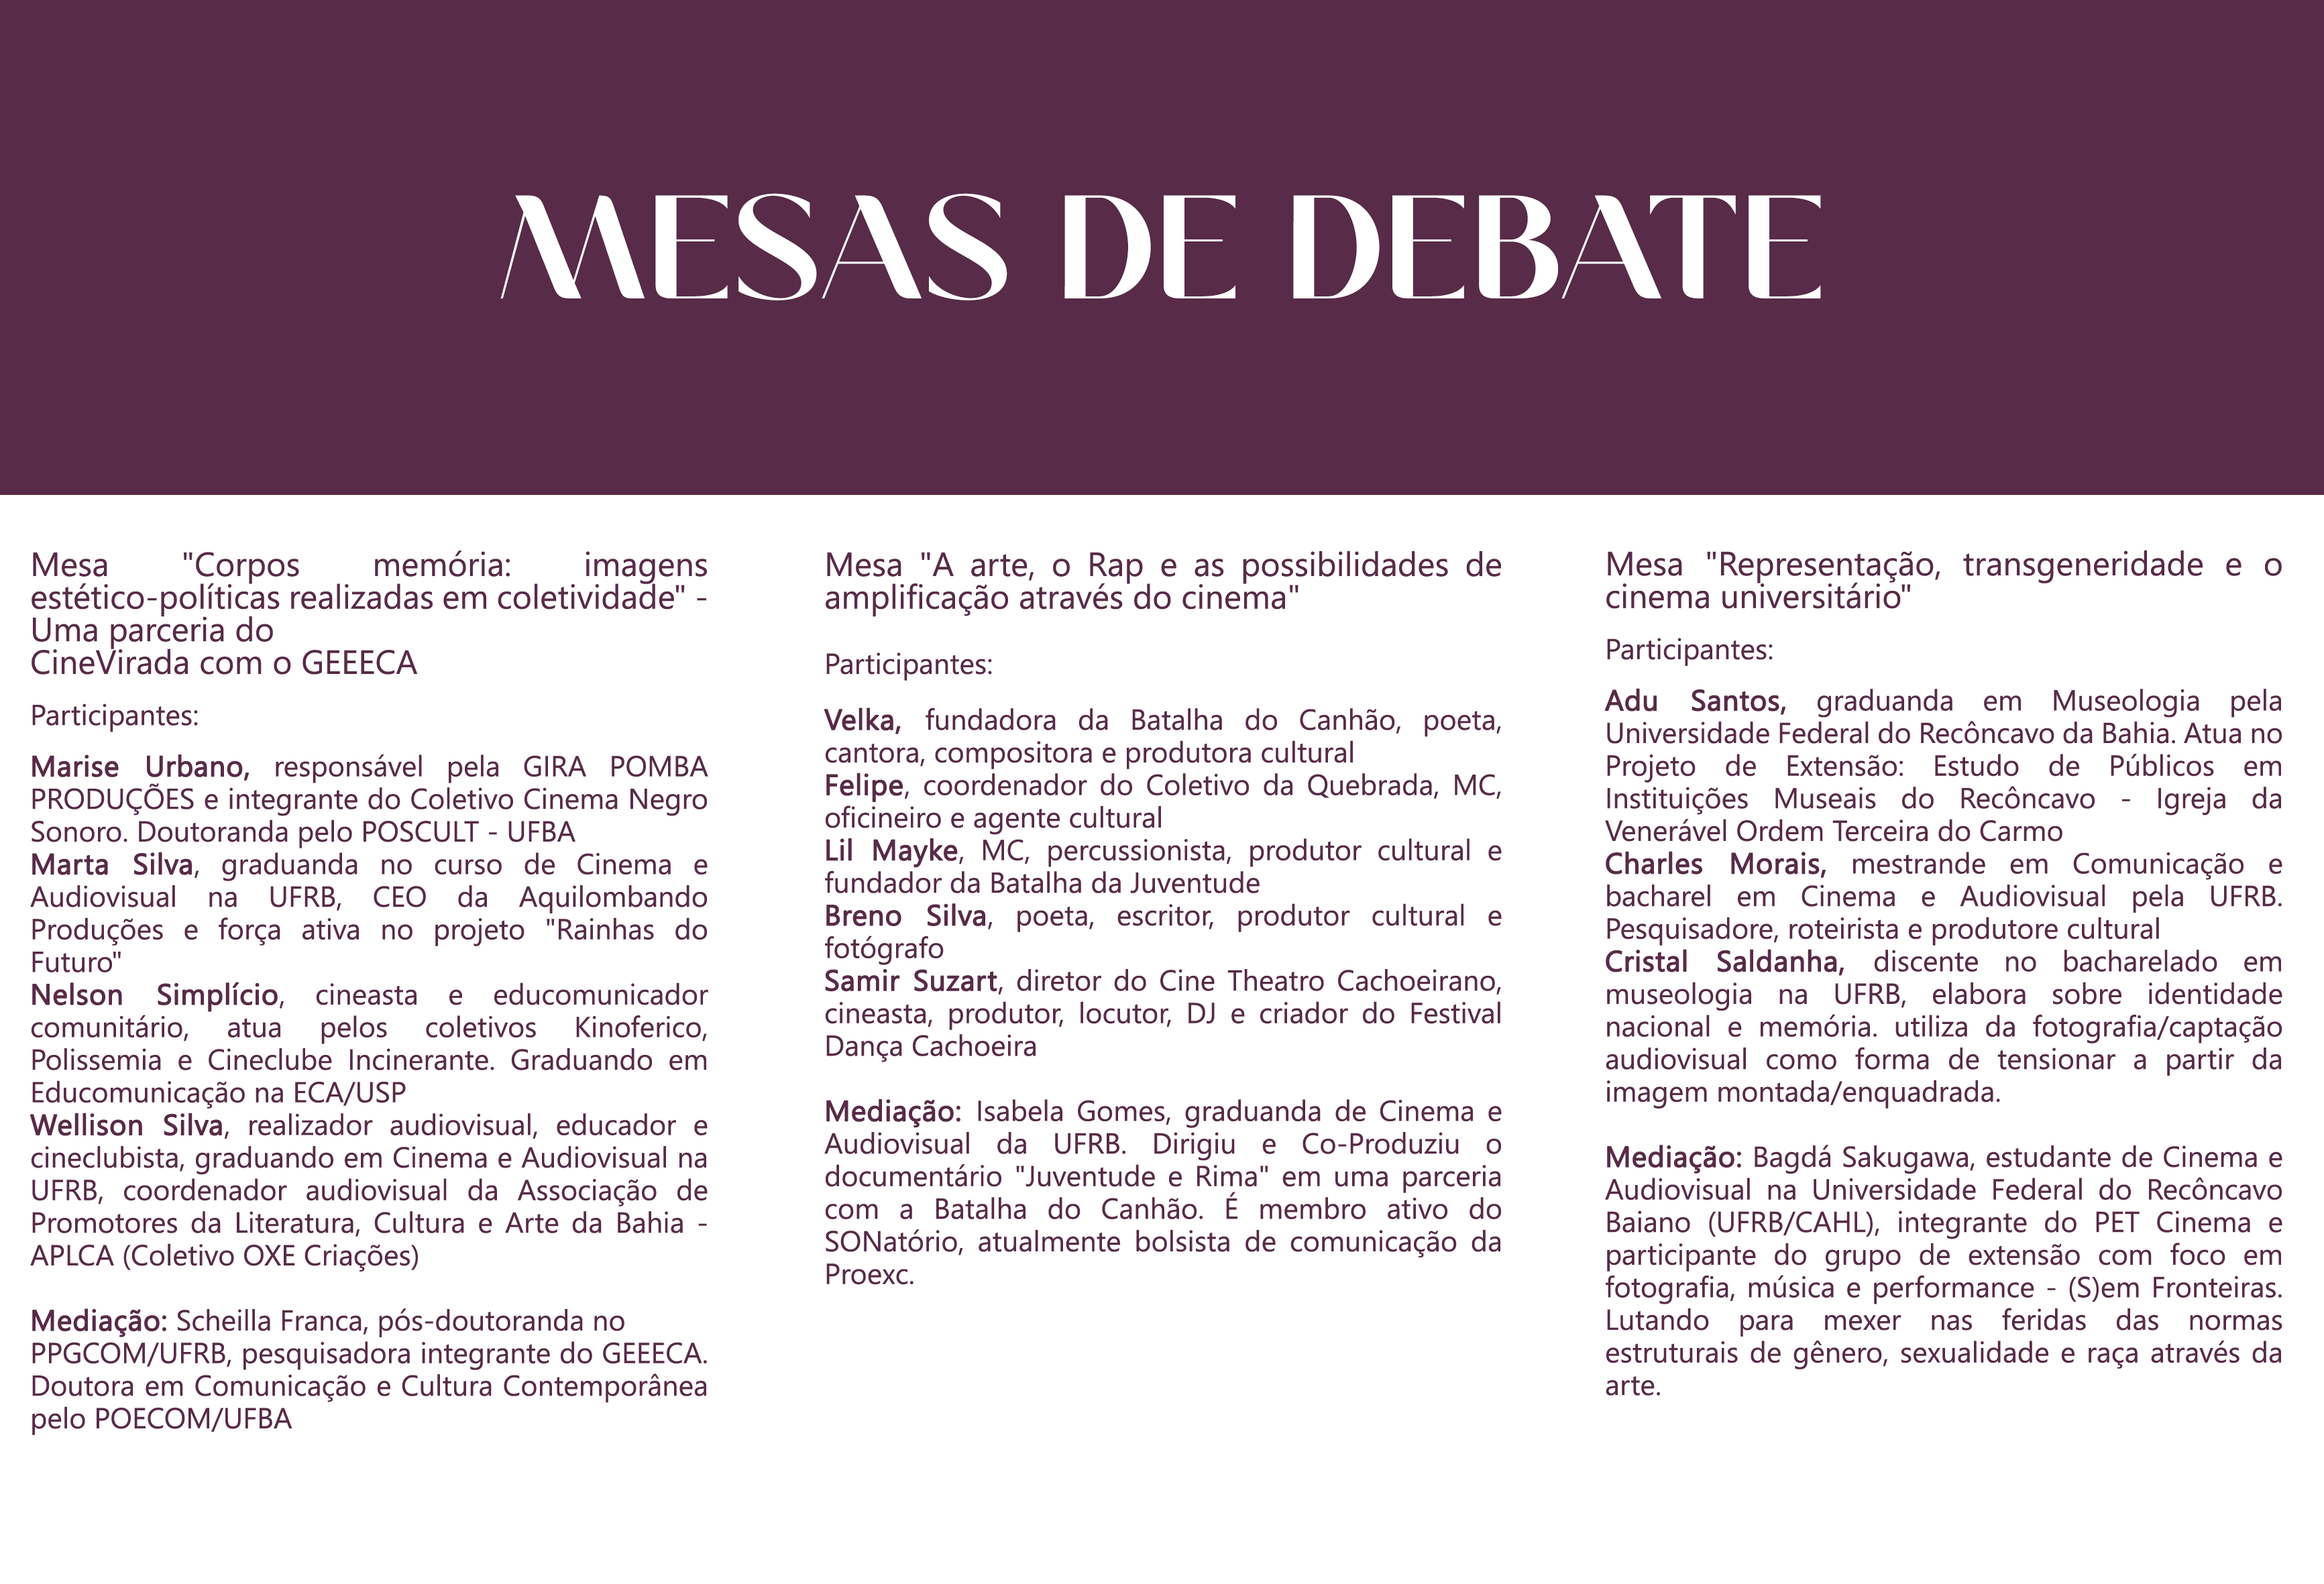 MESAS DE DEBATE
Mesa "Corpos memória: imagens
estético-políticas realizadas em coletividade" -
Uma parceria do
CineVirada com o GEEECA
Participantes:
Marise Urbano, responsável pela GIRA POMBA
PRODUÇÕES e integrante do Coletivo Cinema Negro
Sonoro. Doutoranda pelo POSCULT - UFBA
Marta Silva, graduanda no curso de Cinema e
Audiovisual na UFRB, CEO da Aquilombando
Produções e força ativa no projeto "Rainhas do
Futuro"
Nelson Simplício, cineasta e educomunicador
comunitário, atua pelos coletivos Kinoferico,
Polissemia e Cineclube Incinerante. Graduando em
Educomunicação na ECA/USP
Wellison Silva, realizador audiovisual, educador e
cineclubista, graduando em Cinema e Audiovisual na
UFRB, coordenador audiovisual da Associação de
Promotores da Literatura, Cultura e Arte da Bahia -
APLCA (Coletivo OXE Criações)
Mediação: Scheilla Franca, pós-doutoranda no
PPGCOM/UFRB, pesquisadora integrante do GEEECA.
Doutora em Comunicação e Cultura Contemporânea
pelo POECOM/UFBA
Mesa "A arte, o Rap e as possibilidades de
amplificação através do cinema"
Participantes:
Velka, fundadora da Batalha do Canhão, poeta,
cantora, compositora e produtora cultural
Felipe, coordenador do Coletivo da Quebrada, MC,
oficineiro e agente cultural
Lil Mayke, MC, percussionista, produtor cultural e
fundador da Batalha da Juventude
Breno Silva, poeta, escritor, produtor cultural e
fotógrafo
Samir Suzart, diretor do Cine Theatro Cachoeirano,
cineasta, produtor, locutor, DJ e criador do Festival
Dança Cachoeira
Mediação: Isabela Gomes, graduanda de Cinema e
Audiovisual da UFRB. Dirigiu e Co-Produziu o
documentário "Juventude e Rima" em uma parceria
com a Batalha do Canhão. É membro ativo do
SONatório, atualmente bolsista de comunicação da
Proexc.
Mesa "Representação, transgeneridade e o
cinema universitário"
Participantes:
Adu Santos, graduanda em Museologia pela
Universidade Federal do Recôncavo da Bahia. Atua no
Projeto de Extensão: Estudo de Públicos em
Instituições Museais do Recôncavo - Igreja da
Venerável Ordem Terceira do Carmo
Charles Morais, mestrande em Comunicação e
bacharel em Cinema e Audiovisual pela UFRB.
Pesquisadore, roteirista e produtore cultural
Cristal Saldanha, discente no bacharelado em
museologia na UFRB, elabora sobre identidade
nacional e memória. utiliza da fotografia/captação
audiovisual como forma de tensionar a partir da
imagem montada/enquadrada.
Mediação: Bagdá Sakugawa, estudante de Cinema e
Audiovisual na Universidade Federal do Recôncavo
Baiano (UFRB/CAHL), integrante do PET Cinema e
participante do grupo de extensão com foco em
fotografia, música e performance - (S)em Fronteiras.
Lutando para mexer nas feridas das normas
estruturais de gênero, sexualidade e raça através da
arte.